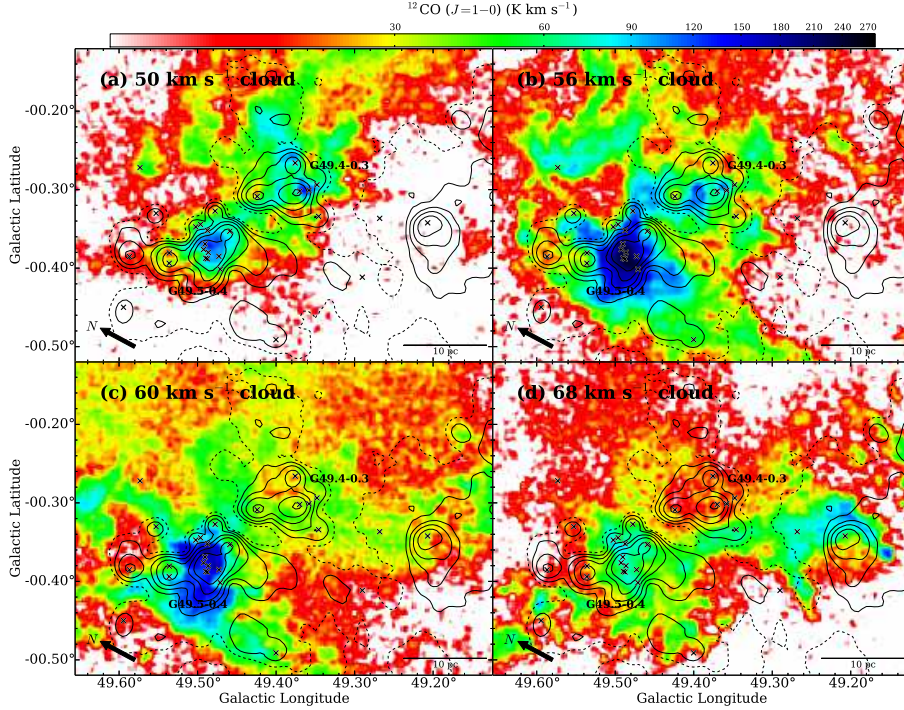 ¹²CO (J=1−0) (K km s⁻¹)
30 60 90 120 150 180 210 240 270
(a) 50 km s⁻¹ cloud
(b) 56 km s⁻¹ cloud
-00.20°
G49.4-0.3
G49.4-0.3
-00.30°
Galactic Latitude
-00.40°
G49.5-0.4
G49.5-0.4
N
N
10 pc
10 pc
-00.50°
(c) 60 km s⁻¹ cloud
(d) 68 km s⁻¹ cloud
-00.20°
G49.4-0.3
G49.4-0.3
-00.30°
Galactic Latitude
-00.40°
G49.5-0.4
G49.5-0.4
N
N
10 pc
10 pc
-00.50°
49.60° 49.50° 49.40° 49.30° 49.20°
49.60° 49.50° 49.40° 49.30° 49.20°
Galactic Longitude
Galactic Longitude